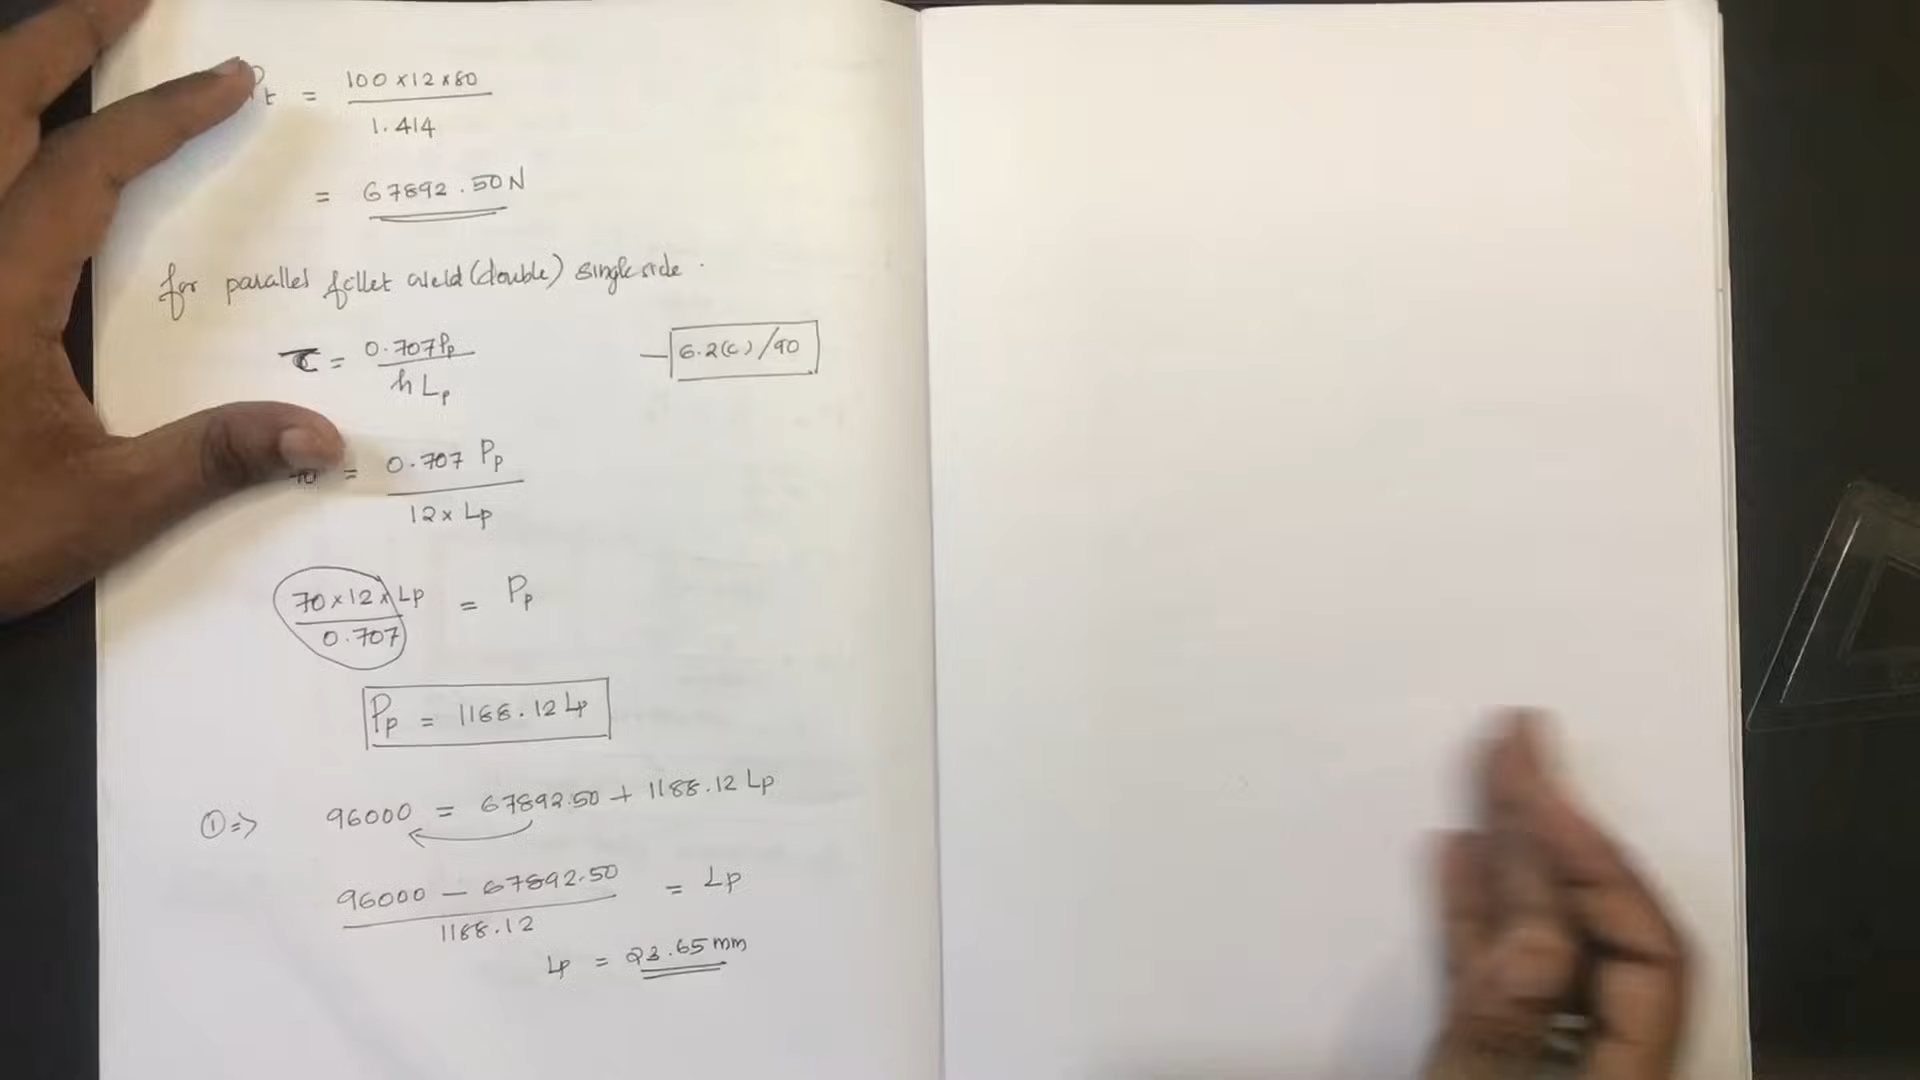 Pt = 100 x 12 x 80 / 1.414
= 67892.50 N
for parallel fillet weld (double) single side.
τ = 0.707 Pp / h Lp — 6.2(c)/90
70 = 0.707 Pp / 12 x Lp
70 x 12 x Lp / 0.707 = Pp
Pp = 1188.12 Lp
① => 96000 = 67892.50 + 1188.12 Lp
96000 - 67892.50 / 1188.12 = Lp
Lp = 23.65 mm